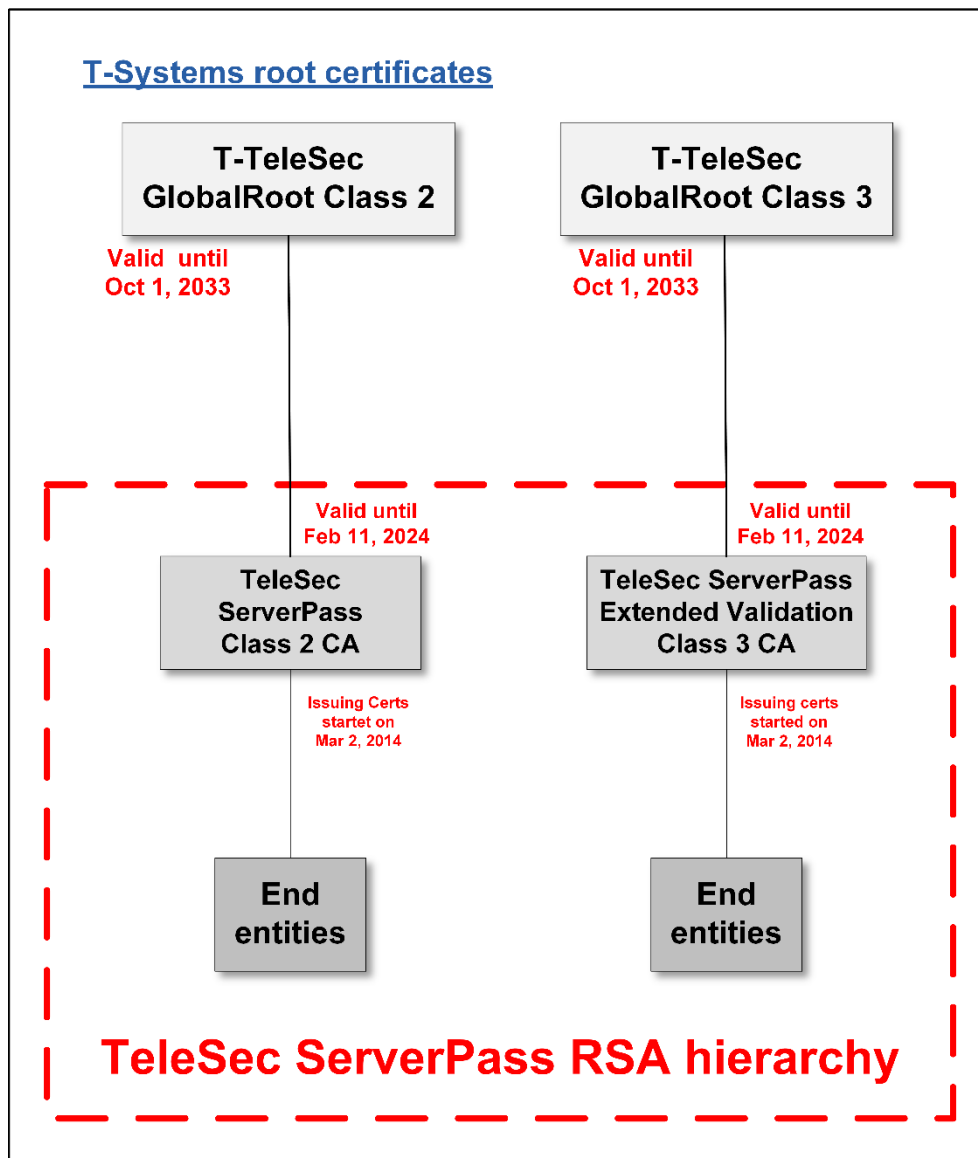 T-Systems root certificates
T-TeleSec
GlobalRoot Class 2
T-TeleSec
GlobalRoot Class 3
Valid until
Oct 1, 2033
Valid until
Oct 1, 2033
Valid until
Feb 11, 2024
Valid until
Feb 11, 2024
TeleSec
ServerPass
Class 2 CA
TeleSec ServerPass
Extended Validation
Class 3 CA
Issuing Certs
startet on
Mar 2, 2014
Issuing certs
started on
Mar 2, 2014
End
entities
End
entities
TeleSec ServerPass RSA hierarchy